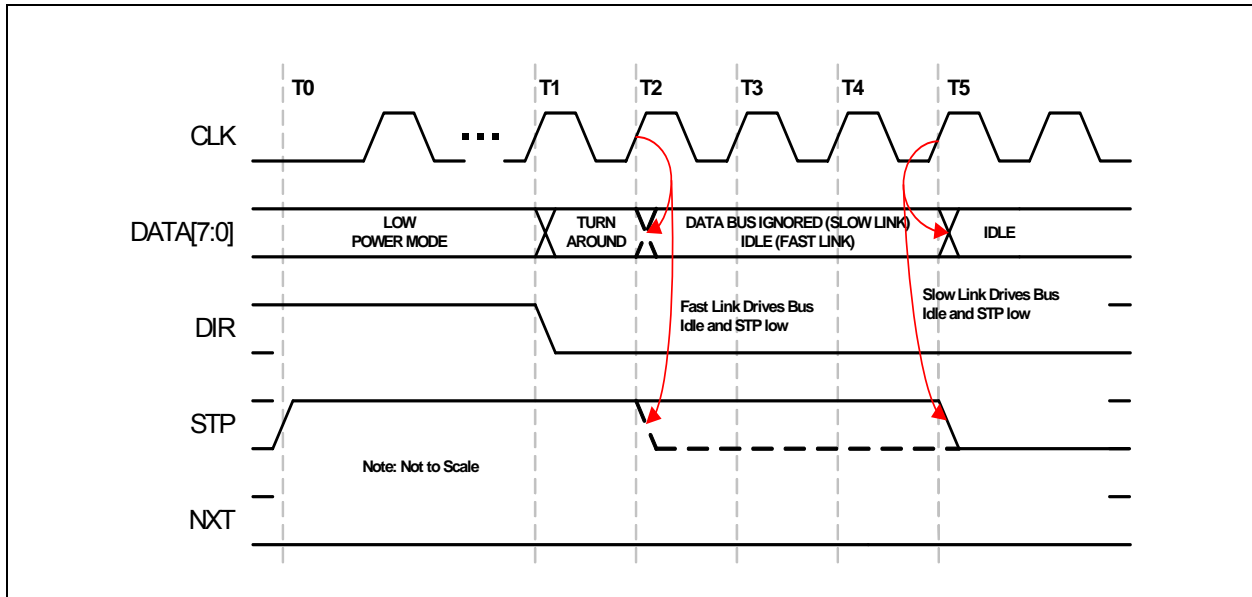 T0
T1
T2
T3
T4
T5
CLK
...
DATA[7:0]
LOW
POWER MODE
TURN
AROUND
DATA BUS IGNORED (SLOW LINK)
IDLE (FAST LINK)
IDLE
DIR
Fast Link Drives Bus
Idle and STP low
Slow Link Drives Bus
Idle and STP low
STP
Note: Not to Scale
NXT